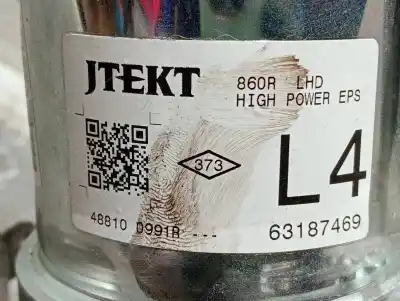 JTEKT
860R LHD
HIGH POWER EPS
373
L4
48810 0991R ---
63187469